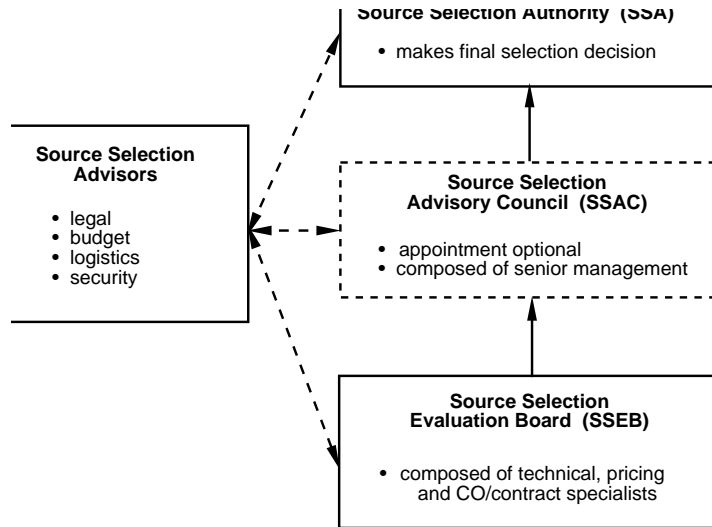 Source Selection Authority (SSA)
• makes final selection decision
Source Selection
Advisors
• legal
• budget
• logistics
• security
Source Selection
Advisory Council (SSAC)
• appointment optional
• composed of senior management
Source Selection
Evaluation Board (SSEB)
• composed of technical, pricing
and CO/contract specialists